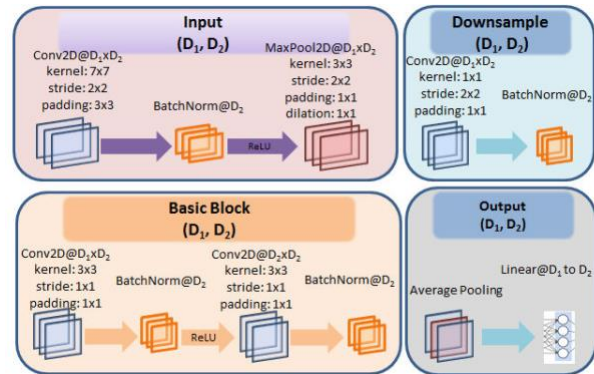 Input
(D₁, D₂)
Conv2D@D₁xD₂
kernel: 7x7
stride: 2x2
padding: 3x3
BatchNorm@D₂
ReLU
MaxPool2D@D₁xD₂
kernel: 3x3
stride: 2x2
padding: 1x1
dilation: 1x1
Downsample
(D₁, D₂)
Conv2D@D₁xD₂
kernel: 1x1
stride: 2x2
padding: 1x1
BatchNorm@D₂
Basic Block
(D₁, D₂)
Conv2D@D₁xD₂
kernel: 3x3
stride: 1x1
padding: 1x1
BatchNorm@D₂
ReLU
Conv2D@D₁xD₂
kernel: 3x3
stride: 1x1
padding: 1x1
BatchNorm@D₂
Output
(D₁, D₂)
Average Pooling
Linear@D₁ to D₂